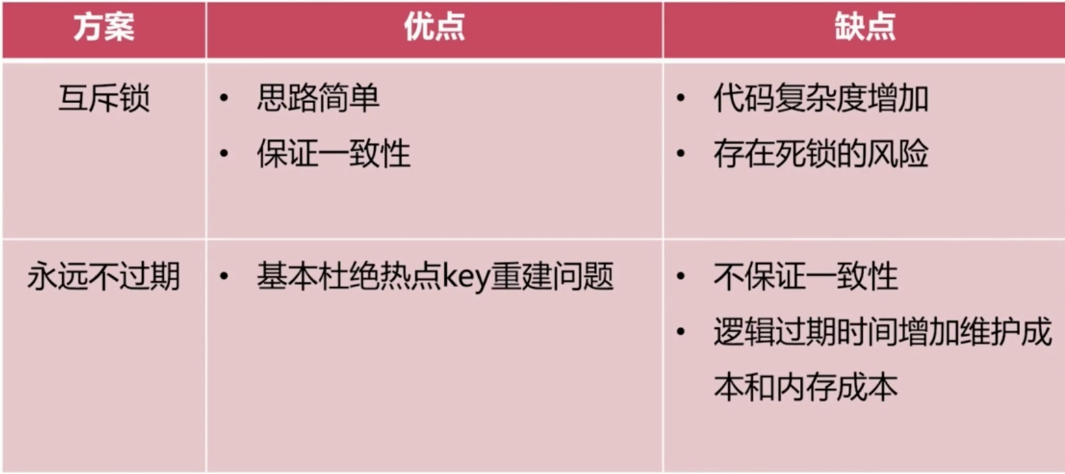 方案 优点 缺点
互斥锁
• 思路简单
• 保证一致性
• 代码复杂度增加
• 存在死锁的风险
永远不过期
• 基本杜绝热点key重建问题
• 不保证一致性
• 逻辑过期时间增加维护成
本和内存成本